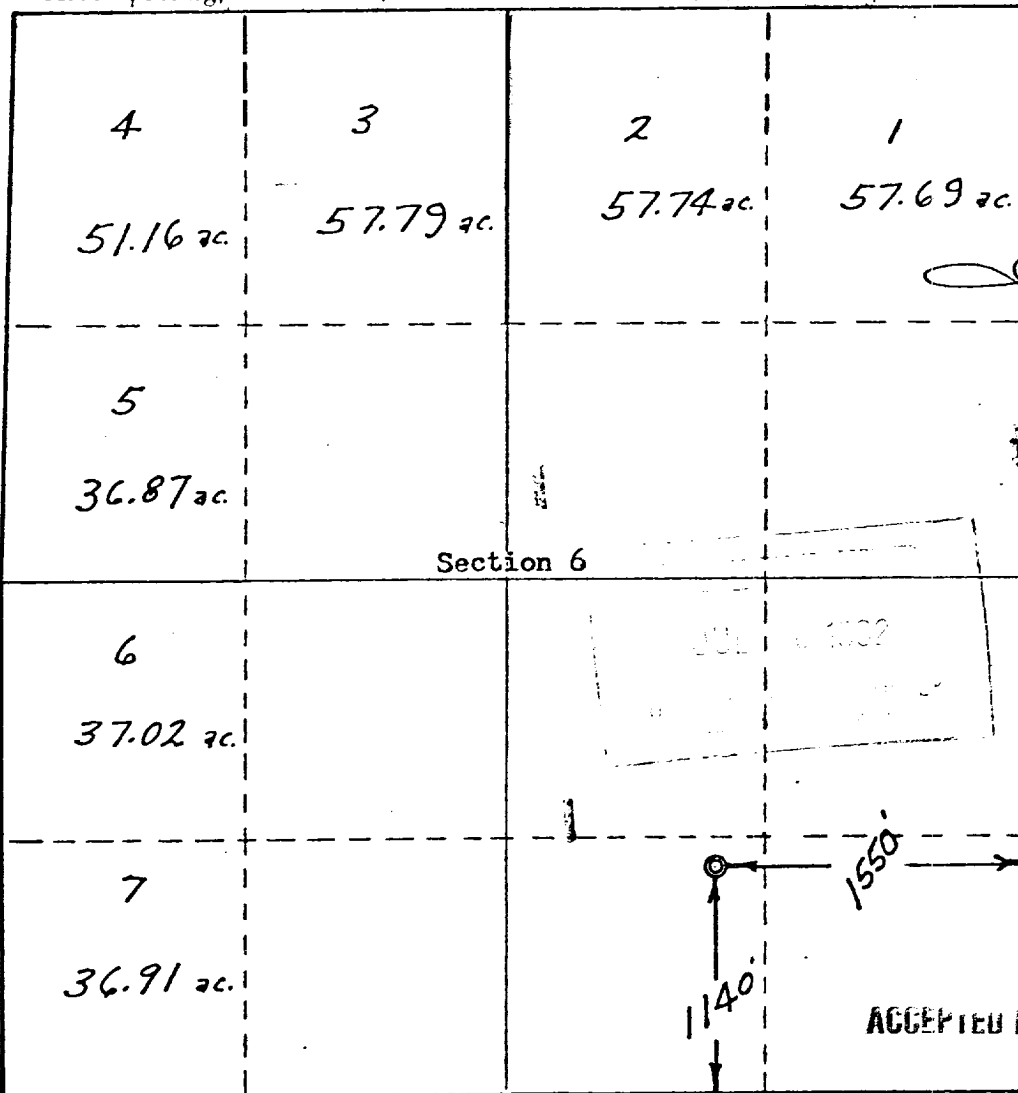 4 3 2 1
51.16 ac. 57.79 ac. 57.74 ac. 57.69 ac.
5
36.87 ac.
Section 6
6
37.02 ac.
1550'
7
36.91 ac.
1140'
ACCEPTED